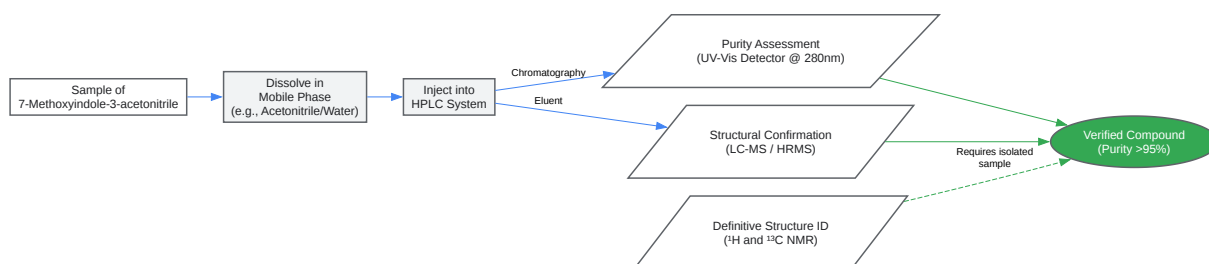 Sample of
7-Methoxyindole-3-acetonitrile
Dissolve in
Mobile Phase
(e.g., Acetonitrile/Water)
Inject into
HPLC System
Chromatography
Eluent
Purity Assessment
(UV-Vis Detector @ 280nm)
Structural Confirmation
(LC-MS / HRMS)
Definitive Structure ID
(¹H and ¹³C NMR)
Requires isolated
sample
Verified Compound
(Purity >95%)